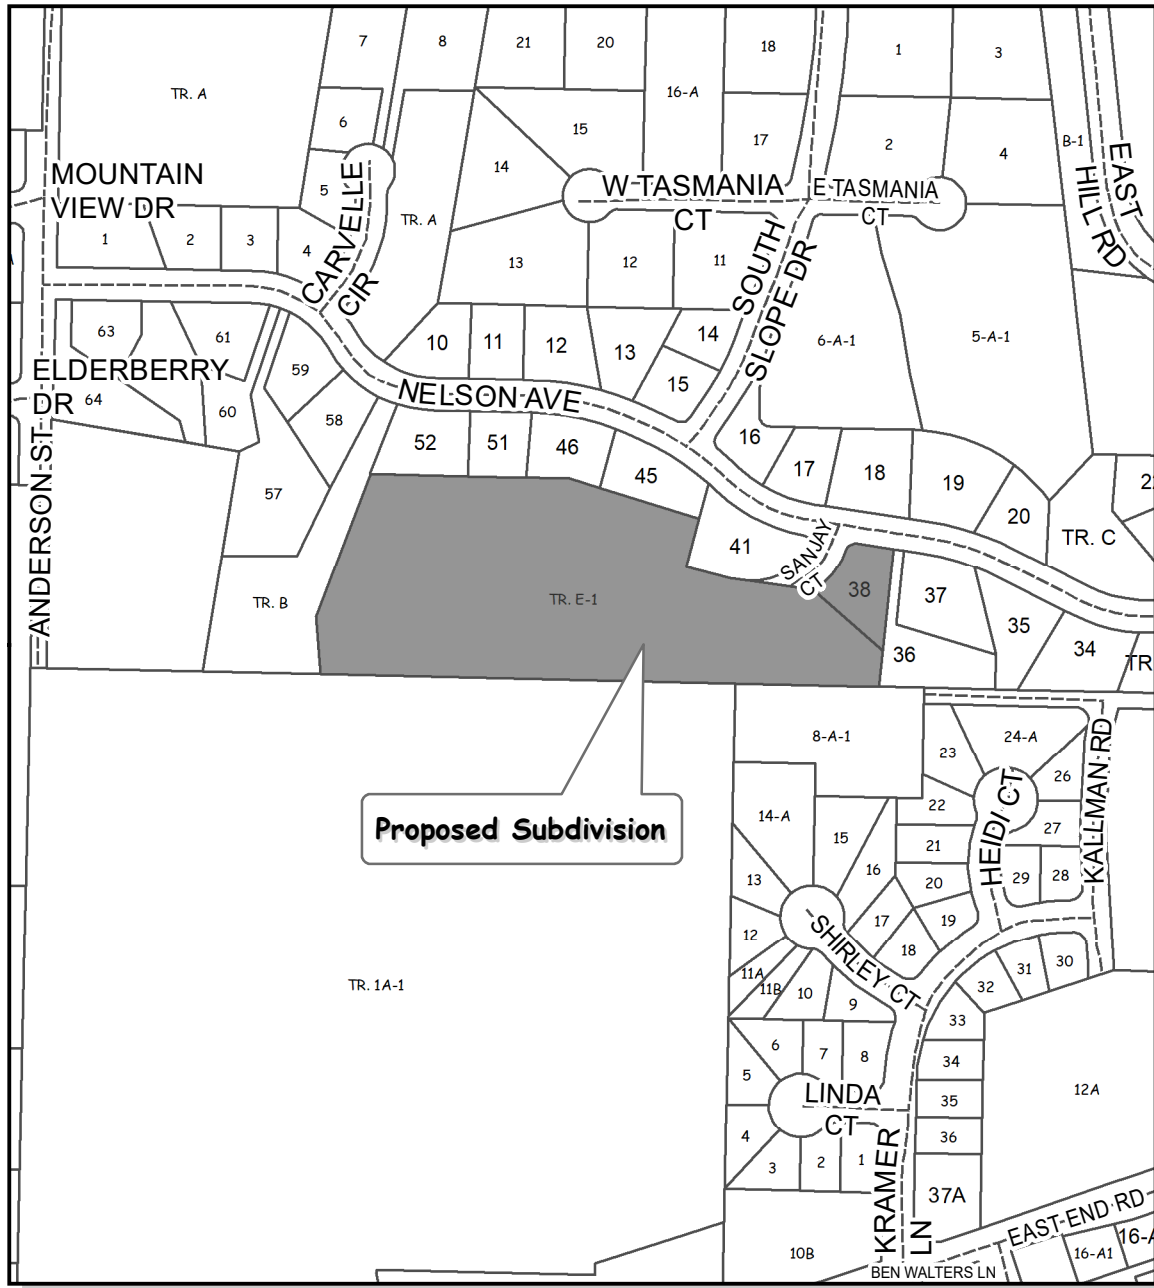 7
8
21
20
18
1
3
TR. A
16-A
6
15
17
2
4
B-1
EAST
HILL RD
MOUNTAIN
VIEW DR
5
14
W TASMANIA
CT
E TASMANIA
CT
CARVELLE
CIR
TR. A
1
2
3
4
13
12
11
SOUTH
SLOPE DR
63
61
59
10
11
12
13
14
15
6-A-1
5-A-1
ELDERBERRY
DR
64
60
58
NELSON AVE
ANDERSON ST
52
51
46
45
16
17
18
19
20
TR. C
57
41
SANJAY
CT
38
37
35
34
TR
36
TR. B
TR. E-1
8-A-1
23
24-A
26
KALLMAN RD
HEIDI CT
22
27
Proposed Subdivision
14-A
15
16
21
20
29
28
13
17
19
18
12
SHIRLEY CT
11A
11B
10
9
32
31
30
33
TR. 1A-1
6
7
8
34
5
LINDA
CT
35
12A
4
3
2
1
36
KRAMER
LN
37A
10B
EAST END RD
16-A1
16-A
BEN WALTERS LN